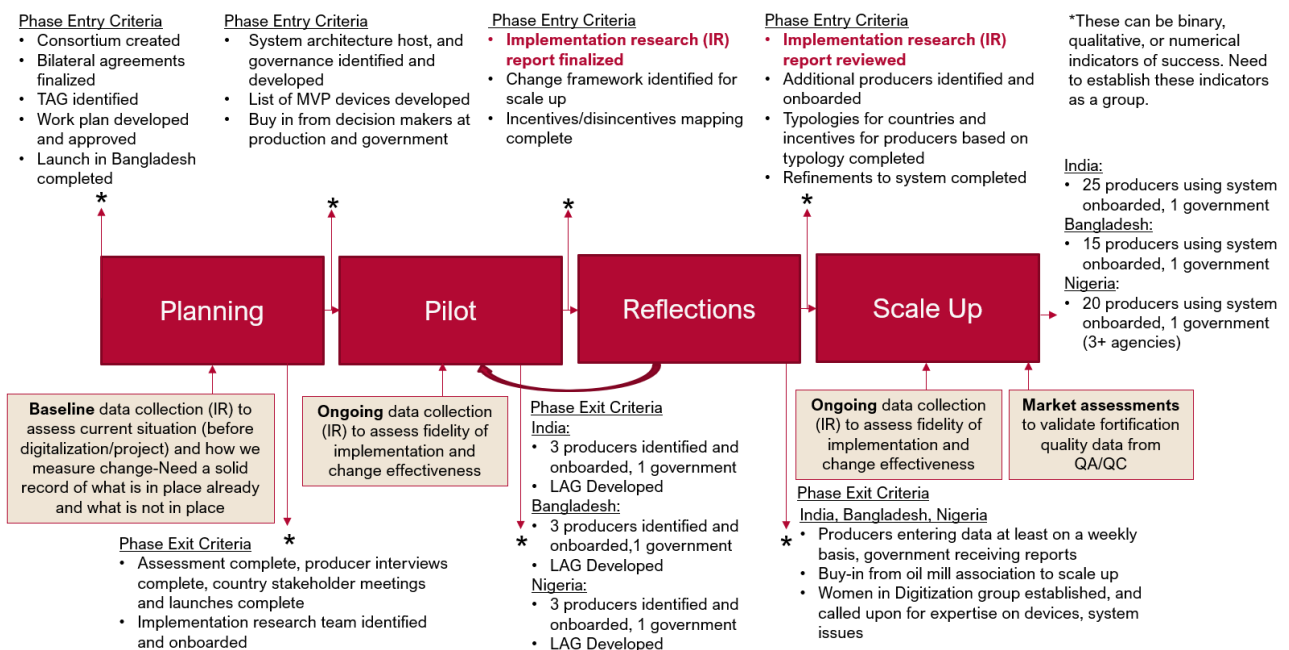 Phase Entry Criteria
• Consortium created
• Bilateral agreements
finalized
• TAG identified
• Work plan developed
and approved
• Launch in Bangladesh
completed
*
Phase Entry Criteria
• System architecture host, and
governance identified and
developed
• List of MVP devices developed
• Buy in from decision makers at
production and government
*
Phase Entry Criteria
• Implementation research (IR)
report finalized
• Change framework identified for
scale up
• Incentives/disincentives mapping
complete
*
Phase Entry Criteria
• Implementation research (IR)
report reviewed
• Additional producers identified and
onboarded
• Typologies for countries and
incentives for producers based on
typology completed
• Refinements to system completed
*
*These can be binary,
qualitative, or numerical
indicators of success. Need
to establish these indicators
as a group.
Planning
Pilot
Reflections
Scale Up
India:
• 25 producers using system
onboarded, 1 government
Bangladesh:
• 15 producers using system
onboarded, 1 government
Nigeria:
• 20 producers using system
onboarded, 1 government
(3+ agencies)
Baseline data collection (IR) to
assess current situation (before
digitalization/project) and how we
measure change-Need a solid
record of what is in place already
and what is not in place
Ongoing data collection
(IR) to assess fidelity of
implementation and
change effectiveness
Ongoing data collection
(IR) to assess fidelity of
implementation and
change effectiveness
Market assessments
to validate fortification
quality data from
QA/QC
*
Phase Exit Criteria
• Assessment complete, producer interviews
complete, country stakeholder meetings
and launches complete
• Implementation research team identified
and onboarded
*
Phase Exit Criteria
India:
• 3 producers identified and
onboarded, 1 government
• LAG Developed
Bangladesh:
• 3 producers identified and
onboarded,1 government
• LAG Developed
Nigeria:
• 3 producers identified and
onboarded, 1 government
• LAG Developed
*
Phase Exit Criteria
India, Bangladesh, Nigeria
• Producers entering data at least on a weekly
basis, government receiving reports
• Buy-in from oil mill association to scale up
• Women in Digitization group established, and
called upon for expertise on devices, system
issues